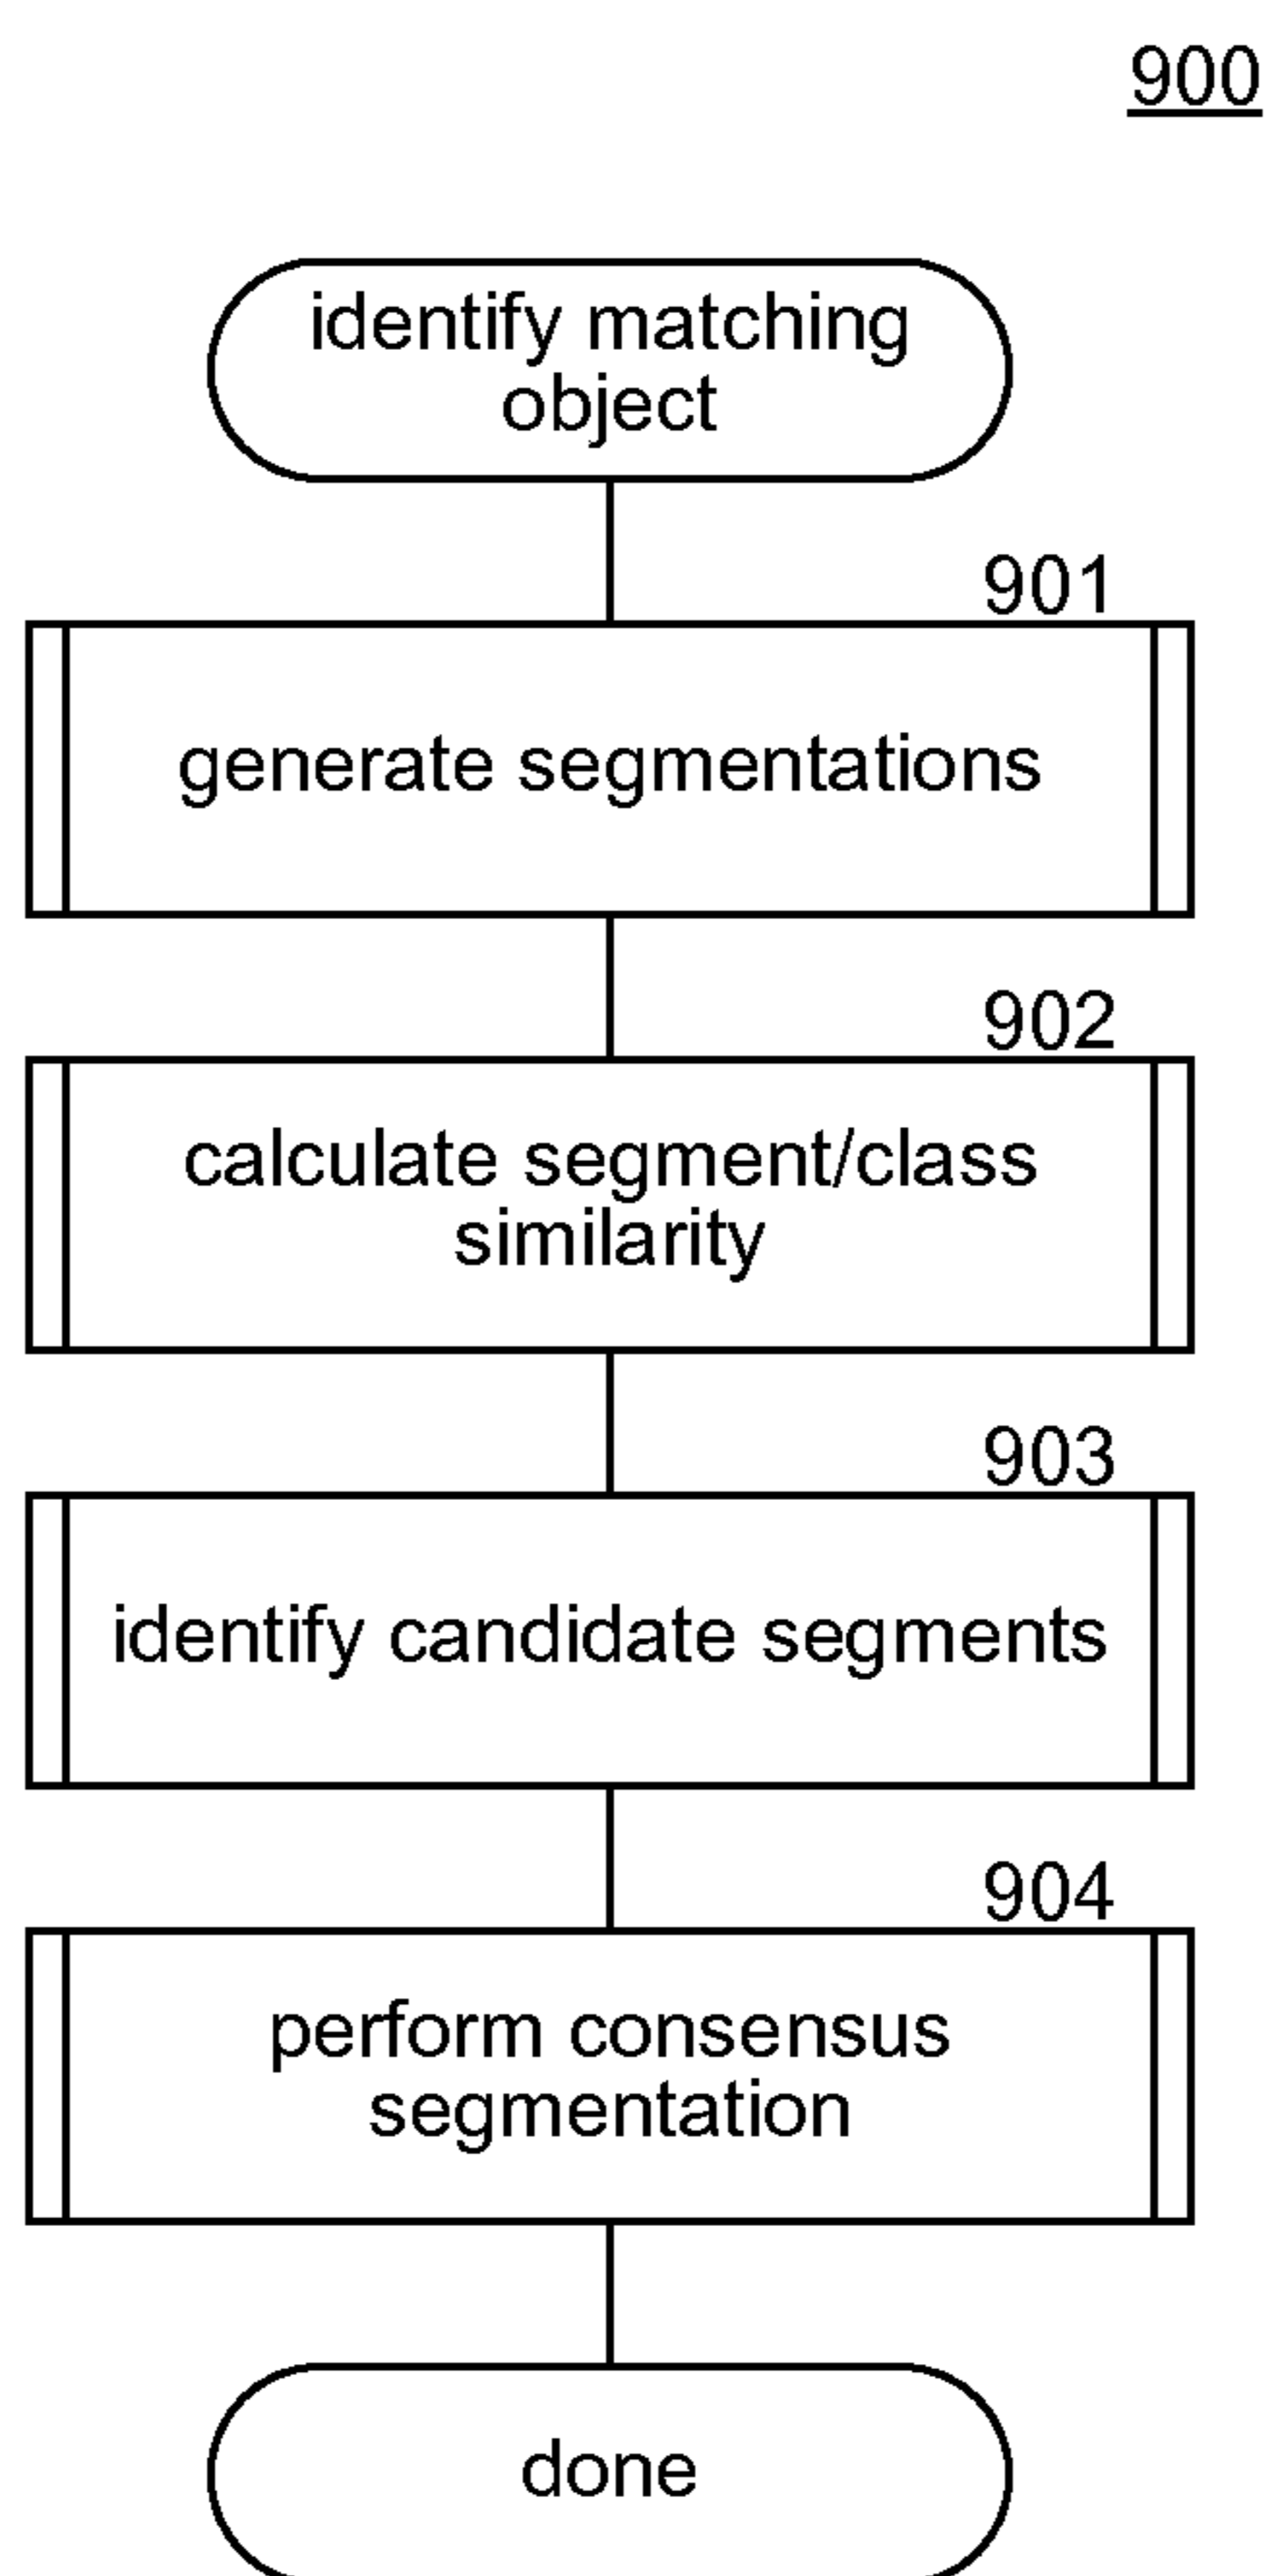 900
identify matching
object
901
generate segmentations
902
calculate segment/class
similarity
903
identify candidate segments
904
perform consensus
segmentation
done